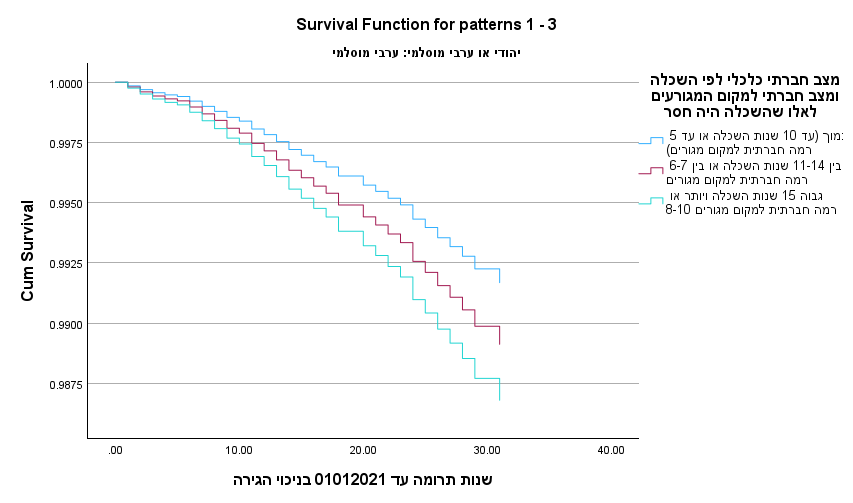 Survival Function for patterns 1 - 3
יהודי או ערבי מוסלמי: ערבי מוסלמי
1.0000
0.9975
0.9950
0.9925
0.9900
0.9875
Cum Survival
.00
10.00
20.00
30.00
40.00
שנות תרומה עד 01012021 בניכוי הגירה
מצב חברתי כלכלי לפי השכלה
ומצב חברתי למקום המגורעים
לאלו שהשכלה היה חסר
נמוך (עד 10 שנות השכלה או עד 5
רמה חברתית למקום מגורים)
בין 11-14 שנות השכלה או בין 6-7
רמה חברתית למקום מגורים
גבוה 15 שנות השכלה ויותר או
רמה חברתית למקום מגורים 8-10